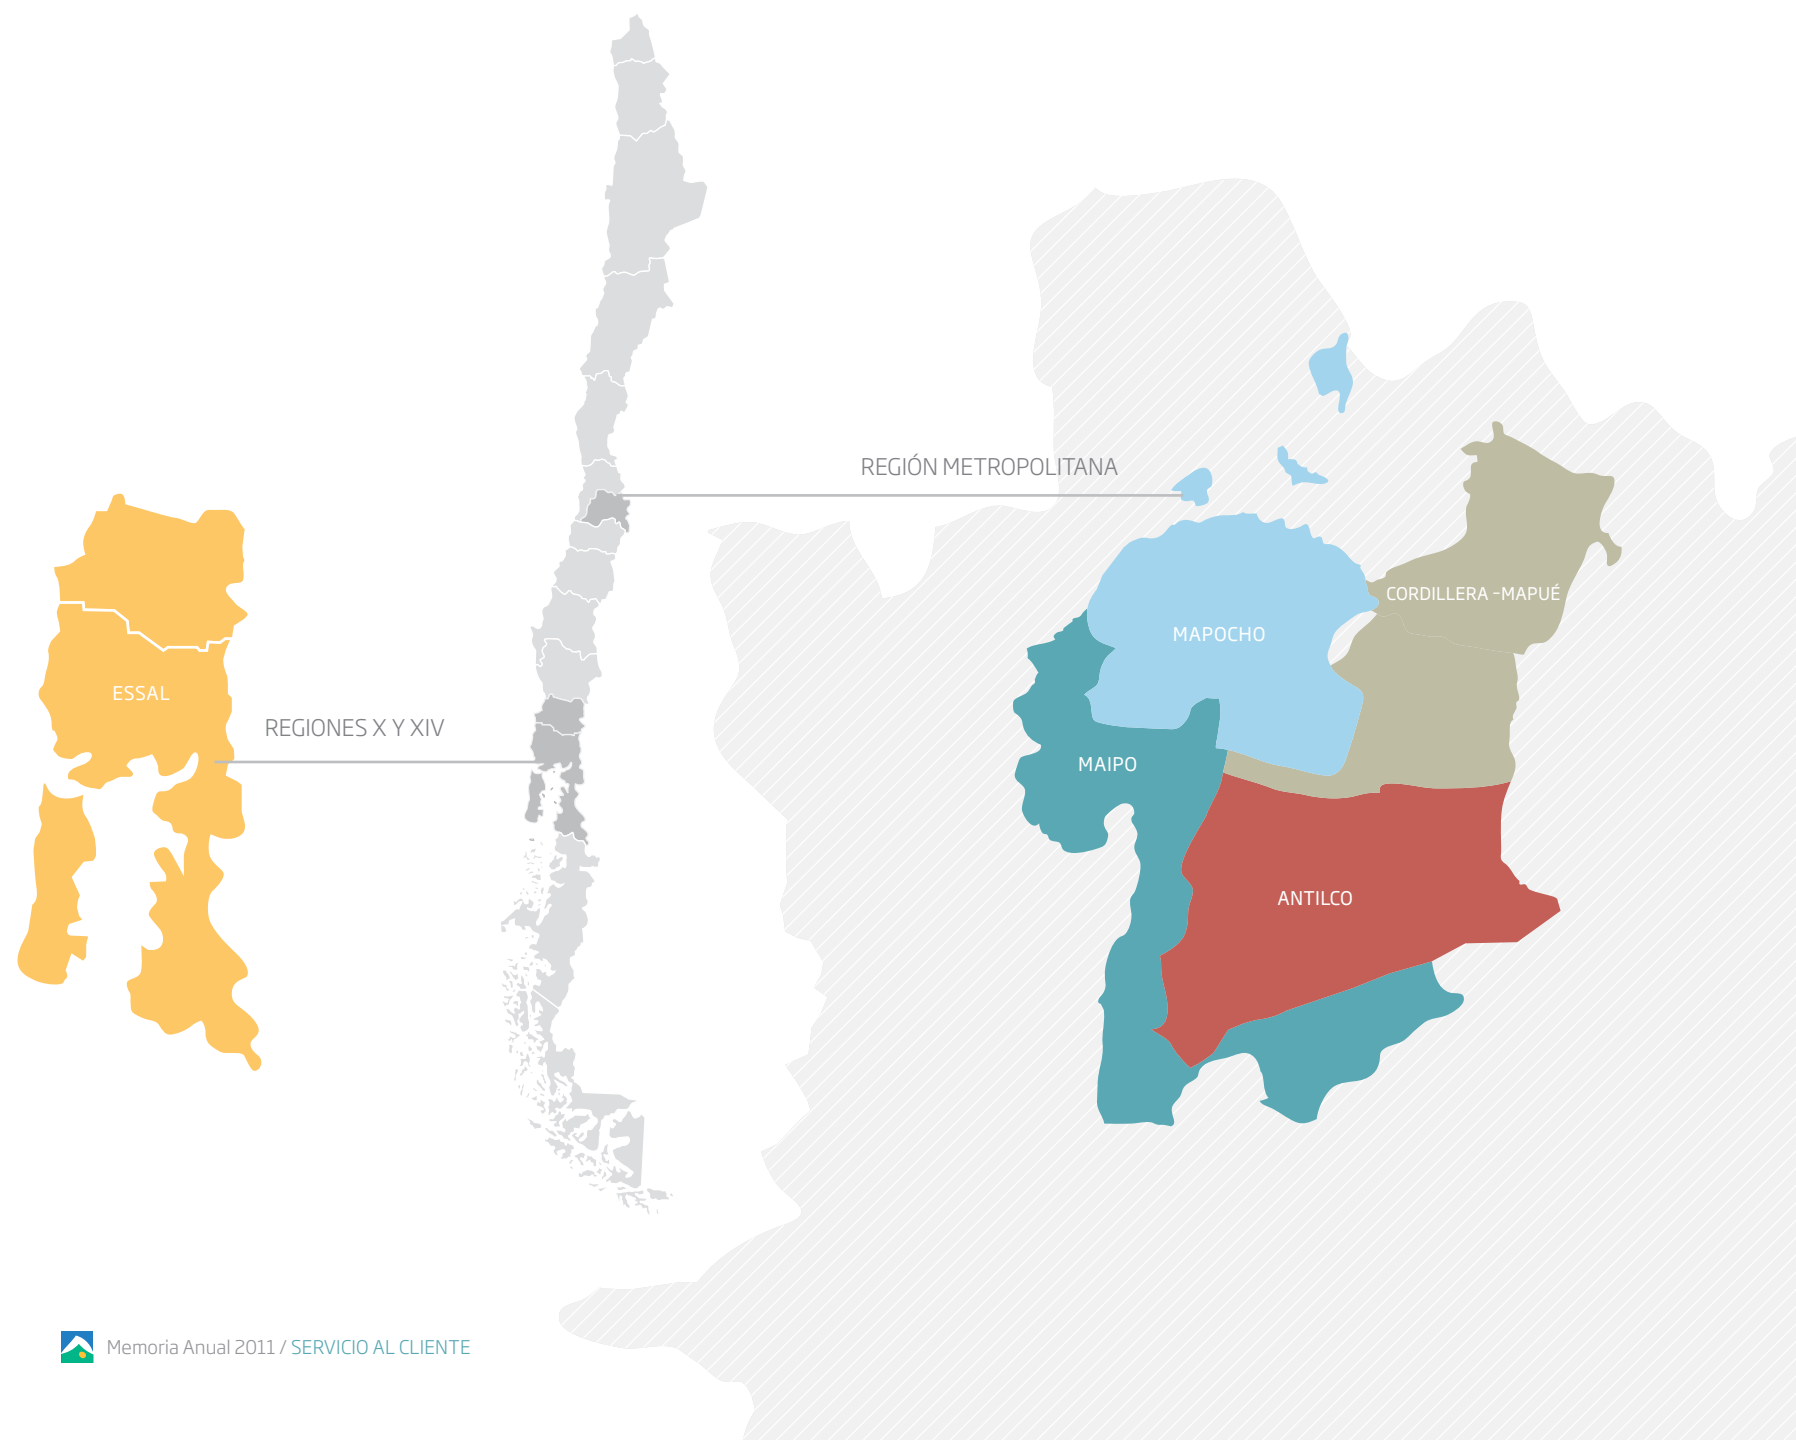 REGIÓN METROPOLITANA
CORDILLERA -MAPUÉ
MAPOCHO
ESSAL
REGIONES X Y XIV
MAIPO
ANTILCO
Memoria Anual 2011 / SERVICIO AL CLIENTE